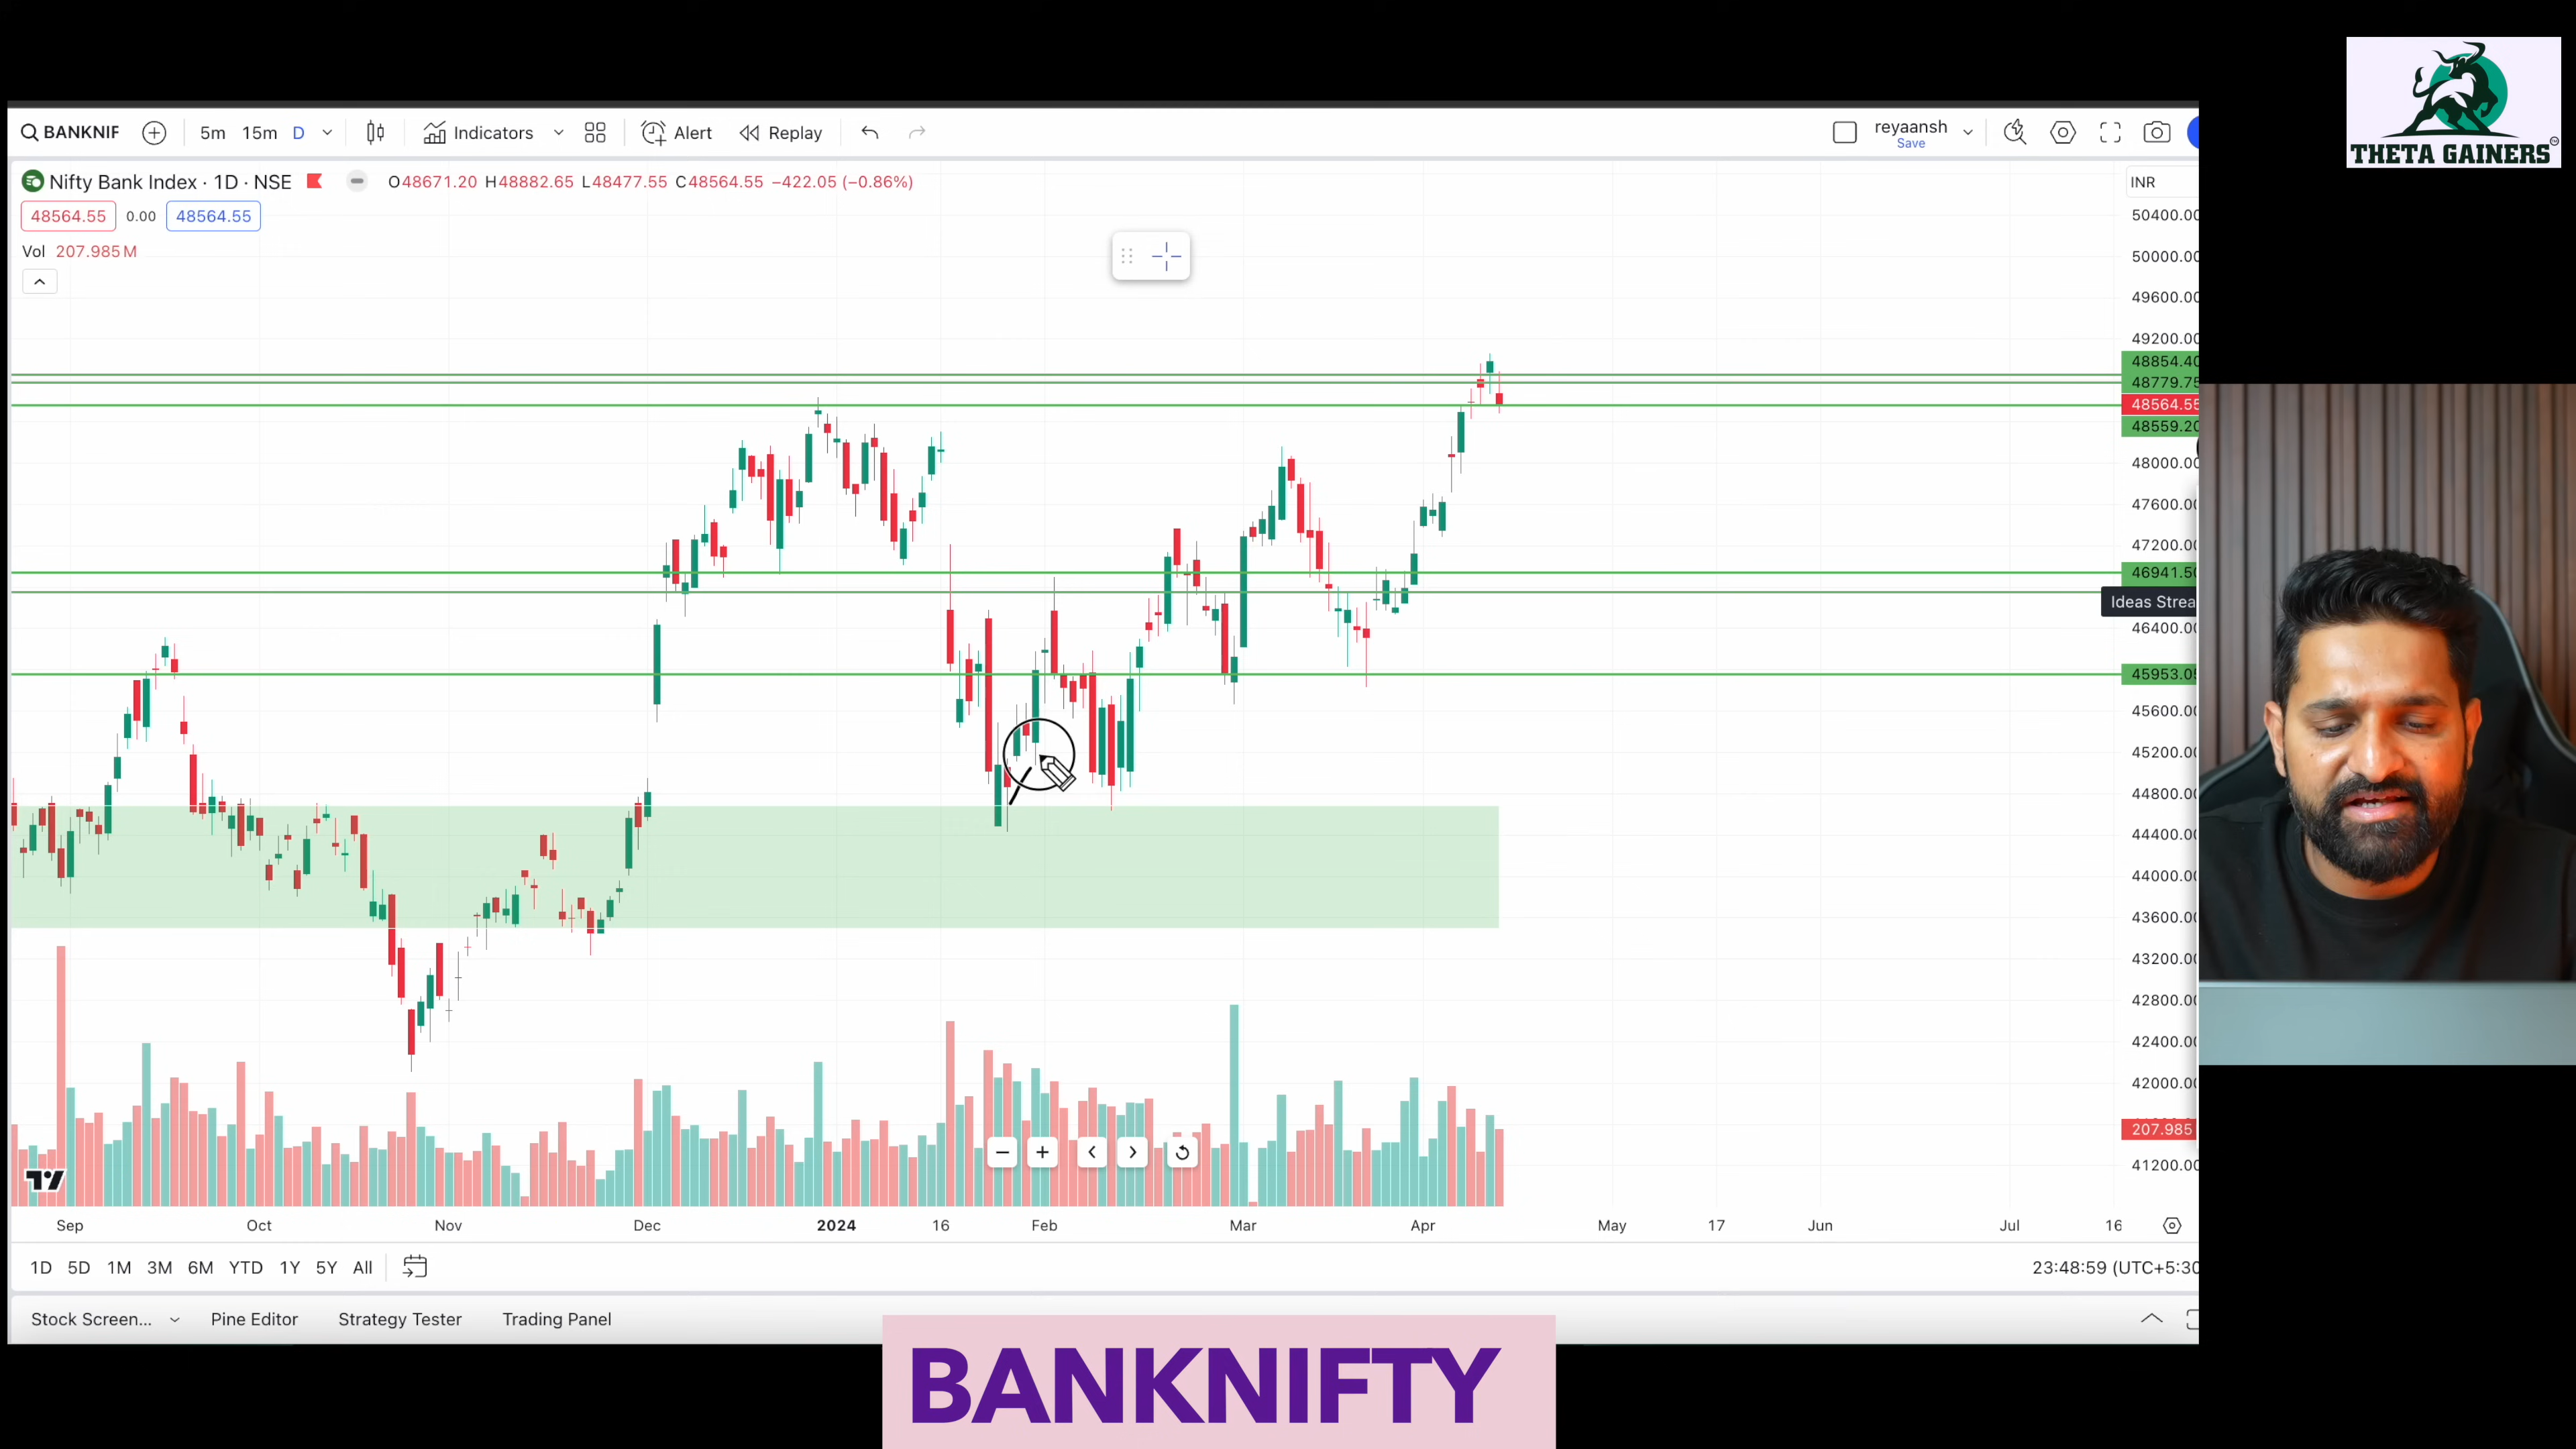 THETA GAINERS
BANKNIF
5m 15m D
Indicators
Alert
Replay
reyaansh
Save
Nifty Bank Index · 1D · NSE
O48671.20 H48882.65 L48477.55 C48564.55 −422.05 (−0.86%)
48564.55 0.00 48564.55
Vol 207.985M
INR
50400.00
50000.00
49600.00
49200.00
48854.40
48779.75
48564.55
48559.20
48000.00
47600.00
47200.00
46941.50
Ideas Strea
46400.00
45953.05
45600.00
45200.00
44800.00
44400.00
44000.00
43600.00
43200.00
42800.00
42400.00
42000.00
207.985
41200.00
Sep Oct Nov Dec 2024 16 Feb Mar Apr May 17 Jun Jul 16
1D 5D 1M 3M 6M YTD 1Y 5Y All
23:48:59 (UTC+5:30
Stock Screen... Pine Editor Strategy Tester Trading Panel
BANKNIFTY